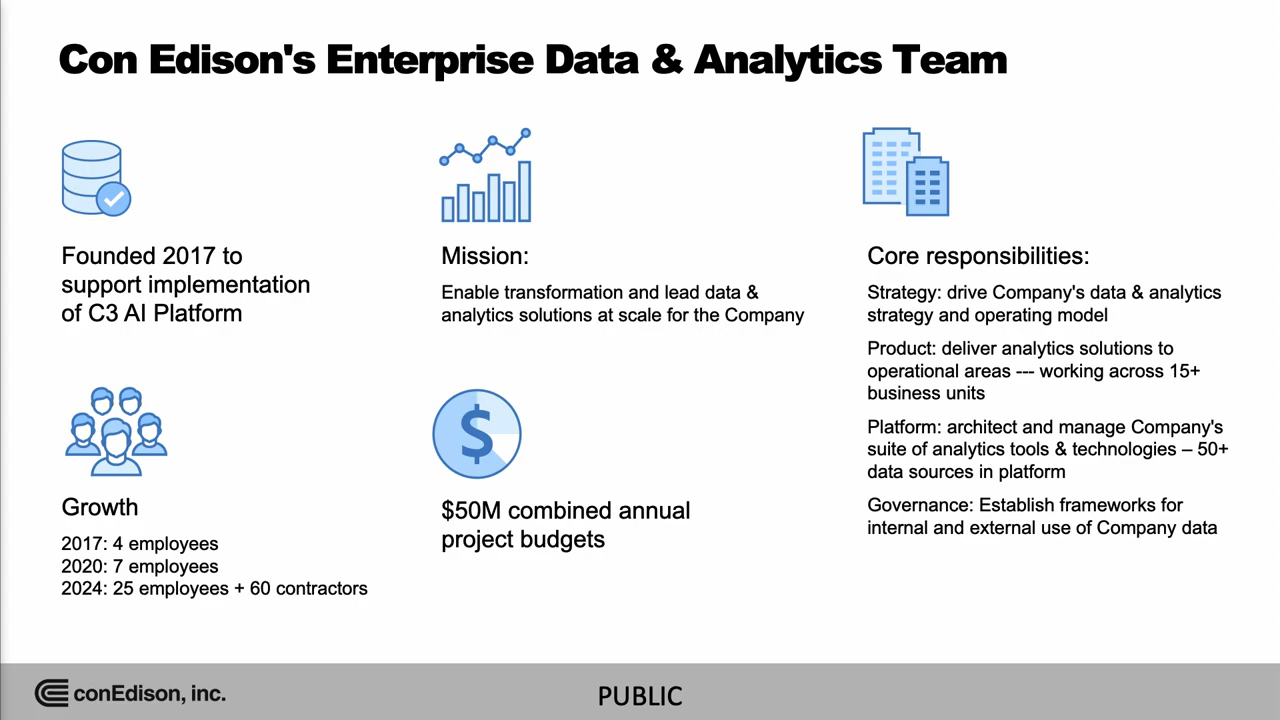 Con Edison's Enterprise Data & Analytics Team
Founded 2017 to
support implementation
of C3 AI Platform
Mission:
Enable transformation and lead data &
analytics solutions at scale for the Company
Core responsibilities:
Strategy: drive Company's data & analytics
strategy and operating model
Product: deliver analytics solutions to
operational areas --- working across 15+
business units
Platform: architect and manage Company's
suite of analytics tools & technologies – 50+
data sources in platform
Governance: Establish frameworks for
internal and external use of Company data
Growth
2017: 4 employees
2020: 7 employees
2024: 25 employees + 60 contractors
$
$50M combined annual
project budgets
conEdison, inc.
PUBLIC